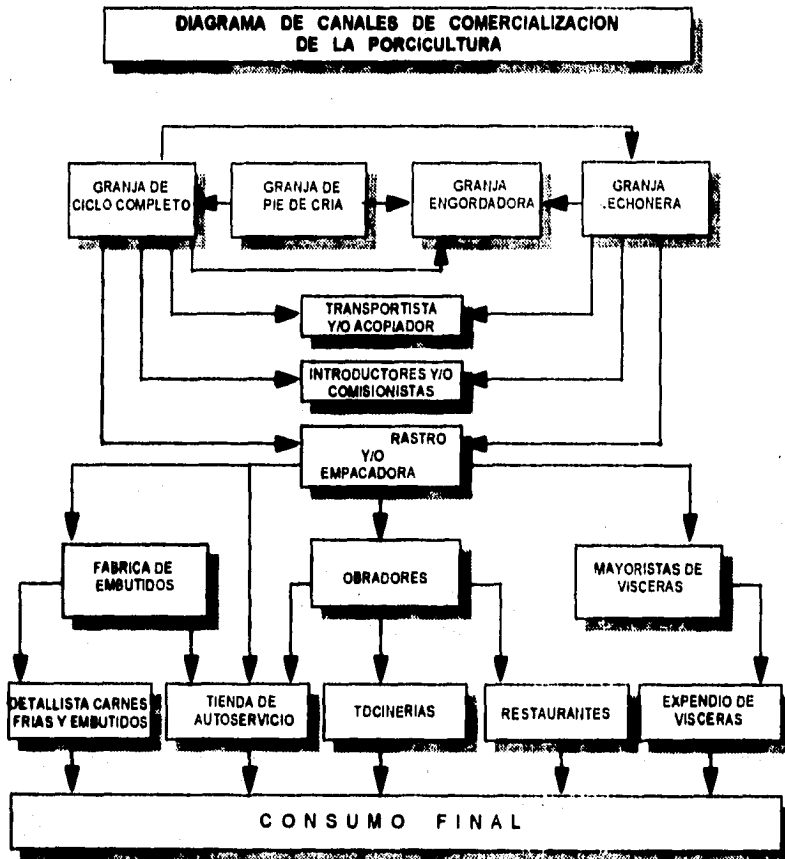 DIAGRAMA DE CANALES DE COMERCIALIZACION
DE LA PORCICULTURA
GRANJA DE
CICLO COMPLETO
GRANJA DE
PIE DE CRIA
GRANJA
ENGORDADORA
GRANJA
LECHONERA
TRANSPORTISTA
Y/O ACOPIADOR
INTRODUCTORES Y/O
COMISIONISTAS
RASTRO
Y/O
EMPACADORA
FABRICA DE
EMBUTIDOS
OBRADORES
MAYORISTAS DE
VISCERAS
DETALLISTA CARNES
FRIAS Y EMBUTIDOS
TIENDA DE
AUTOSERVICIO
TOCINERIAS
RESTAURANTES
EXPENDIO DE
VISCERAS
CONSUMO FINAL